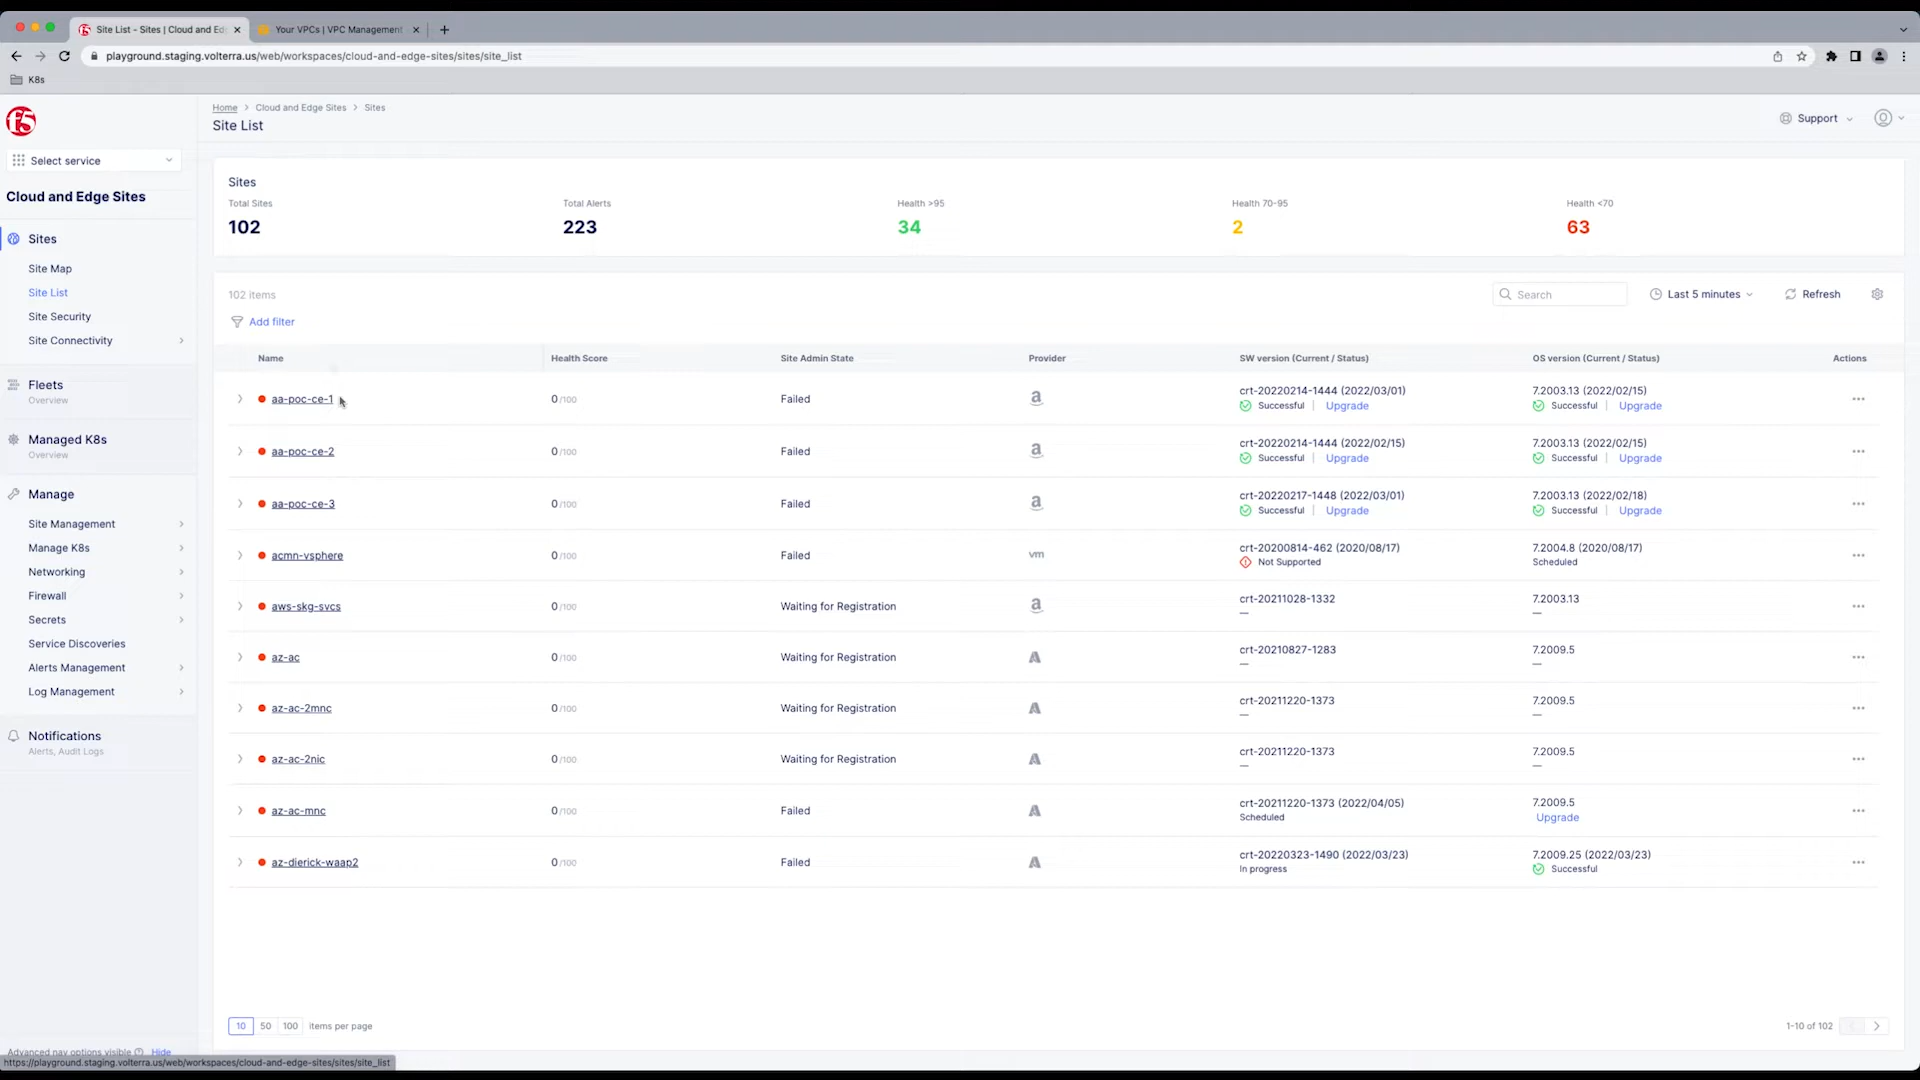 Site List - Sites | Cloud and Ed
Your VPCs | VPC Management
playground.staging.volterra.us/web/workspaces/cloud-and-edge-sites/sites/site_list
K8s
f5
Select service
Cloud and Edge Sites
Sites
Site Map
Site List
Site Security
Site Connectivity
Fleets
Overview
Managed K8s
Overview
Manage
Site Management
Manage K8s
Networking
Firewall
Secrets
Service Discoveries
Alerts Management
Log Management
Notifications
Alerts, Audit Logs
Advanced nav options visible Hide
https://playground.staging.volterra.us/web/workspaces/cloud-and-edge-sites/sites/site_list
Home > Cloud and Edge Sites > Sites
Site List
Support
Sites
Total Sites Total Alerts Health >95 Health 70-95 Health <70
102 223 34 2 63
102 items
Search
Last 5 minutes
Refresh
Add filter
Name Health Score Site Admin State Provider SW version (Current / Status) OS version (Current / Status) Actions
aa-poc-ce-1 0 /100 Failed a crt-20220214-1444 (2022/03/01) 7.2003.13 (2022/02/15)
Successful | Upgrade Successful | Upgrade
aa-poc-ce-2 0 /100 Failed a crt-20220214-1444 (2022/02/15) 7.2003.13 (2022/02/15)
Successful | Upgrade Successful | Upgrade
aa-poc-ce-3 0 /100 Failed a crt-20220217-1448 (2022/03/01) 7.2003.13 (2022/02/18)
Successful | Upgrade Successful | Upgrade
acmn-vsphere 0 /100 Failed vm crt-20200814-462 (2020/08/17) 7.2004.8 (2020/08/17)
Not Supported Scheduled
aws-skg-svcs 0 /100 Waiting for Registration a crt-20211028-1332 7.2003.13
— —
az-ac 0 /100 Waiting for Registration crt-20210827-1283 7.2009.5
— —
az-ac-2mnc 0 /100 Waiting for Registration crt-20211220-1373 7.2009.5
— —
az-ac-2nic 0 /100 Waiting for Registration crt-20211220-1373 7.2009.5
— —
az-ac-mnc 0 /100 Failed crt-20211220-1373 (2022/04/05) 7.2009.5
Scheduled Upgrade
az-dierick-waap2 0 /100 Failed crt-20220323-1490 (2022/03/23) 7.2009.25 (2022/03/23)
In progress Successful
10 50 100 items per page
1-10 of 102